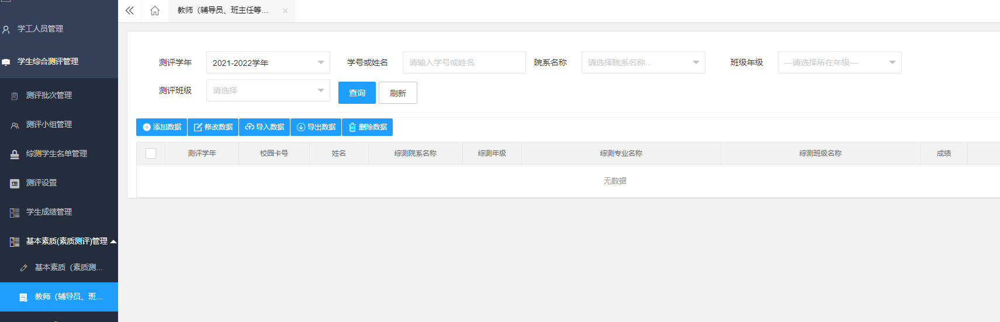 教师（辅导员、班主任等...
学工人员管理
学生综合测评管理
测评批次管理
测评小组管理
综测学生名单管理
测评设置
学生成绩管理
基本素质(素质测评)管理
基本素质（素质测...
教师（辅导员、班...
测评学年 2021-2022学年 学号或姓名 请输入学号或姓名 院系名称 请选择院系名称... 班级年级 ---请选择所在年级---
测评班级 请选择 查询 刷新
添加数据 修改数据 导入数据 导出数据 删除数据
测评学年 校园卡号 姓名 综测院系名称 综测年级 综测专业名称 综测班级名称 成绩
无数据